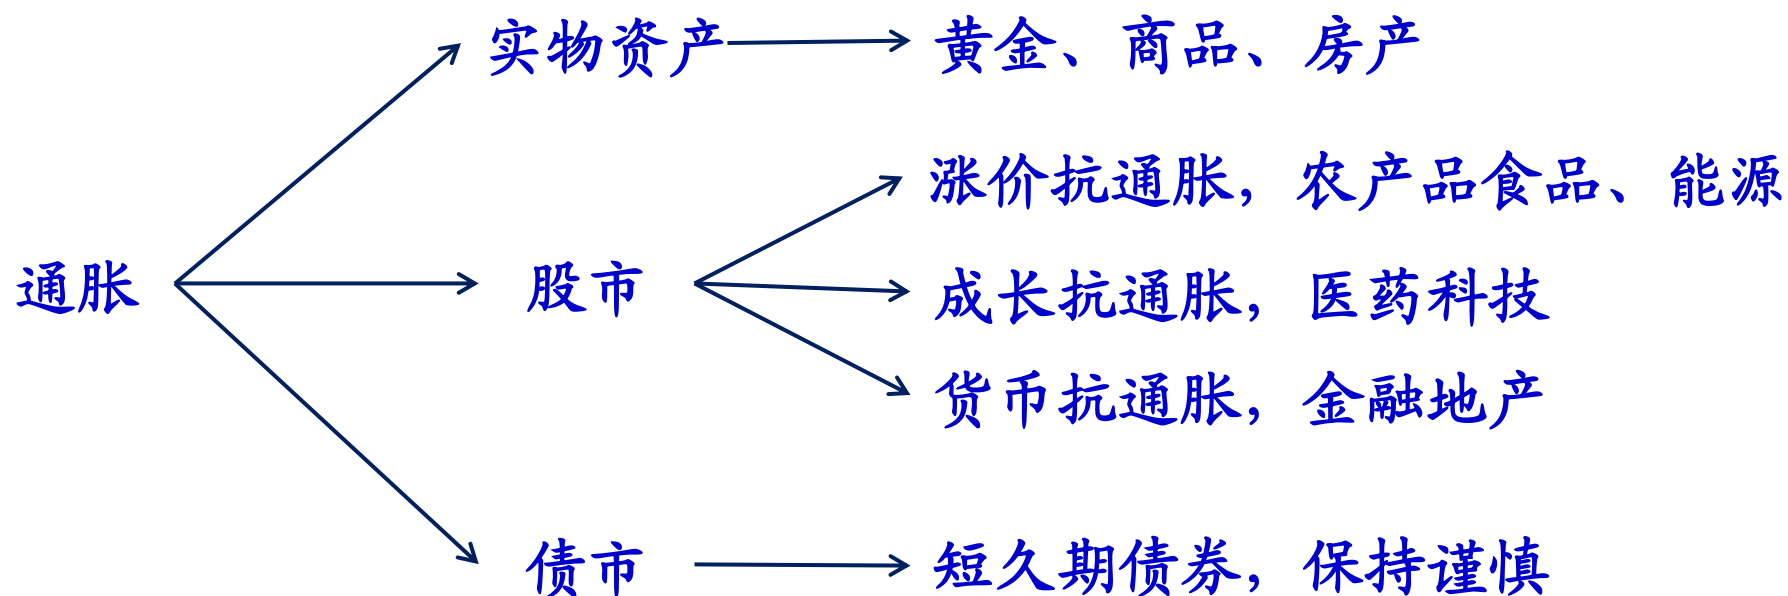 实物资产
黄金、商品、房产
涨价抗通胀，农产品食品、能源
通胀
股市
成长抗通胀，医药科技
货币抗通胀，金融地产
债市
短久期债券，保持谨慎